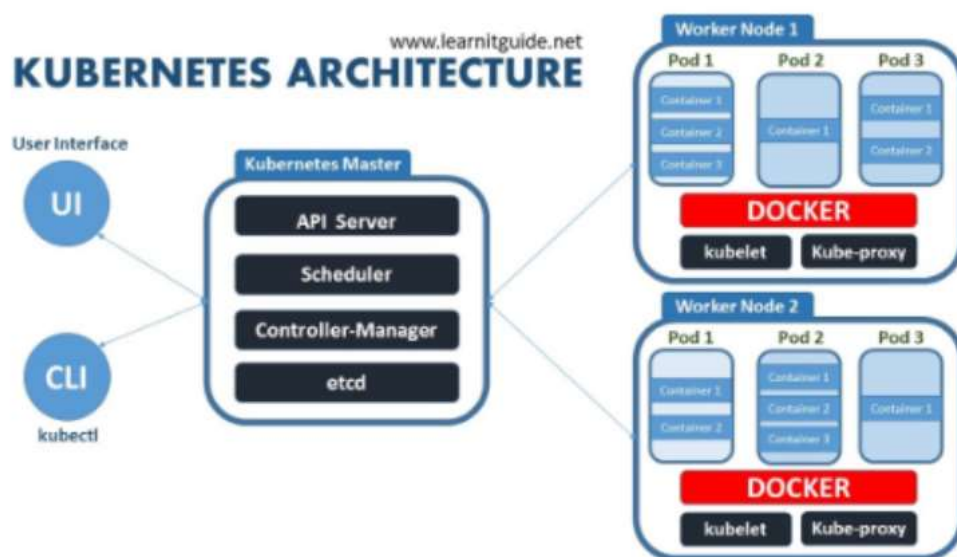 www.learnitguide.net
KUBERNETES ARCHITECTURE
User Interface
UI
CLI
kubectl
Kubernetes Master
API Server
Scheduler
Controller-Manager
etcd
Worker Node 1
Pod 1 Pod 2 Pod 3
Container 1
Container 2
Container 3
Container 1
Container 1
Container 2
DOCKER
kubelet Kube-proxy
Worker Node 2
Pod 1 Pod 2 Pod 3
Container 1
Container 2
Container 1
Container 2
Container 3
Container 1
DOCKER
kubelet Kube-proxy